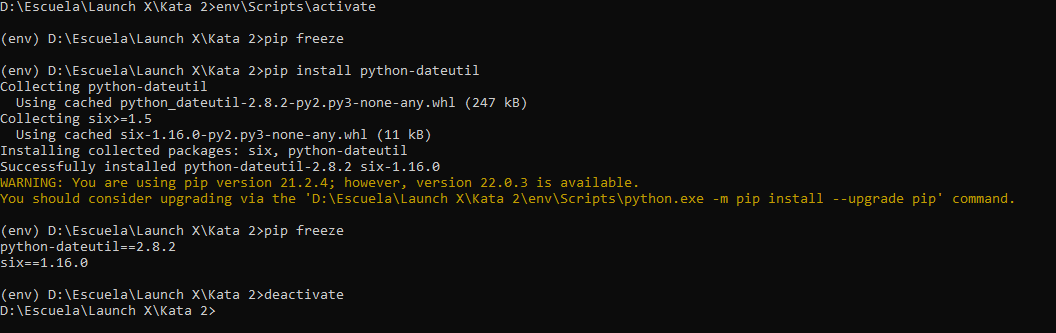 D:\Escuela\Launch X\Kata 2>env\Scripts\activate
(env) D:\Escuela\Launch X\Kata 2>pip freeze
(env) D:\Escuela\Launch X\Kata 2>pip install python-dateutil
Collecting python-dateutil
  Using cached python_dateutil-2.8.2-py2.py3-none-any.whl (247 kB)
Collecting six>=1.5
  Using cached six-1.16.0-py2.py3-none-any.whl (11 kB)
Installing collected packages: six, python-dateutil
Successfully installed python-dateutil-2.8.2 six-1.16.0
WARNING: You are using pip version 21.2.4; however, version 22.0.3 is available.
You should consider upgrading via the 'D:\Escuela\Launch X\Kata 2\env\Scripts\python.exe -m pip install --upgrade pip' command.
(env) D:\Escuela\Launch X\Kata 2>pip freeze
python-dateutil==2.8.2
six==1.16.0
(env) D:\Escuela\Launch X\Kata 2>deactivate
D:\Escuela\Launch X\Kata 2>